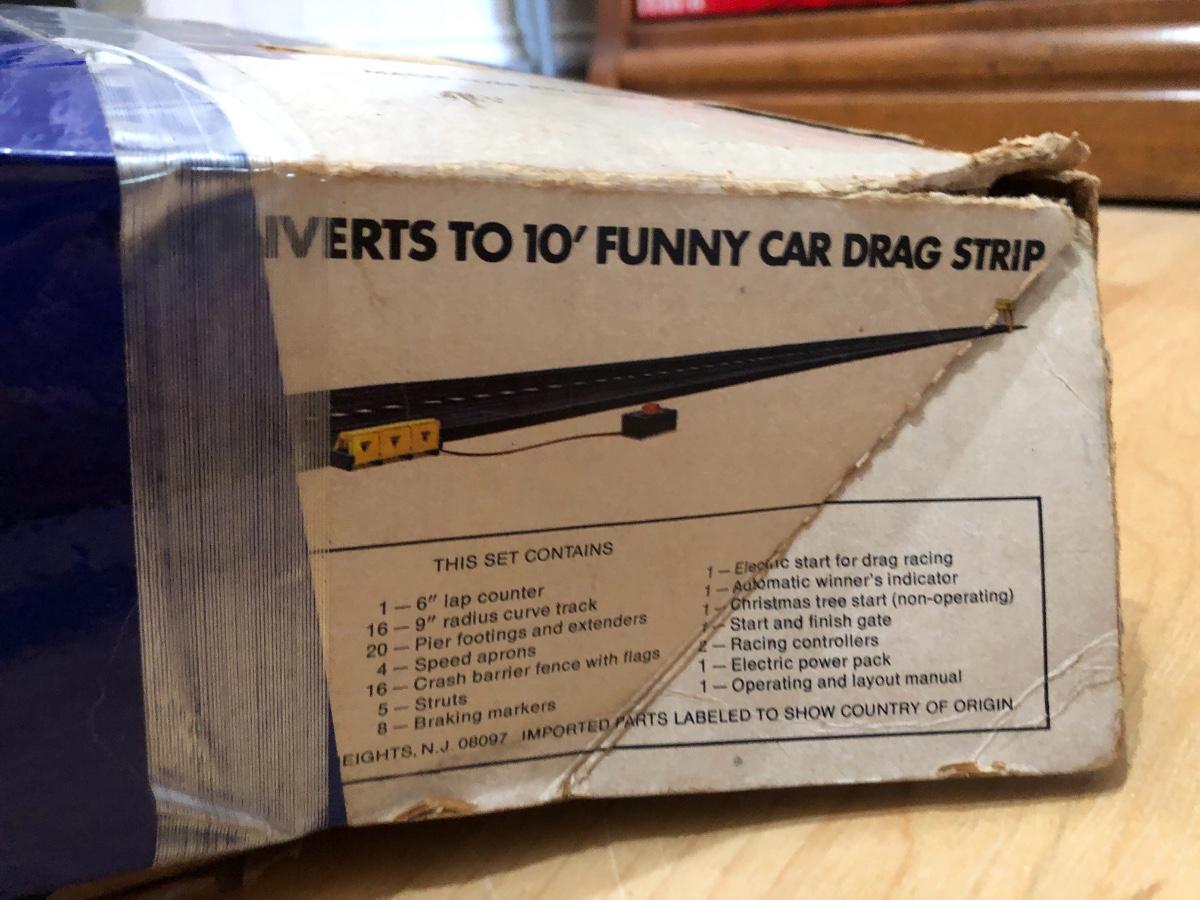 IVERTS TO 10′ FUNNY CAR DRAG STRIP
THIS SET CONTAINS
1 — 6″ lap counter
16 — 9″ radius curve track
20 — Pier footings and extenders
4 — Speed aprons
16 — Crash barrier fence with flags
5 — Struts
8 — Braking markers
1 — Electric start for drag racing
1 — Automatic winner's indicator
1 — Christmas tree start (non-operating)
1 — Start and finish gate
2 — Racing controllers
1 — Electric power pack
1 — Operating and layout manual
EIGHTS, N.J. 08097 IMPORTED PARTS LABELED TO SHOW COUNTRY OF ORIGIN